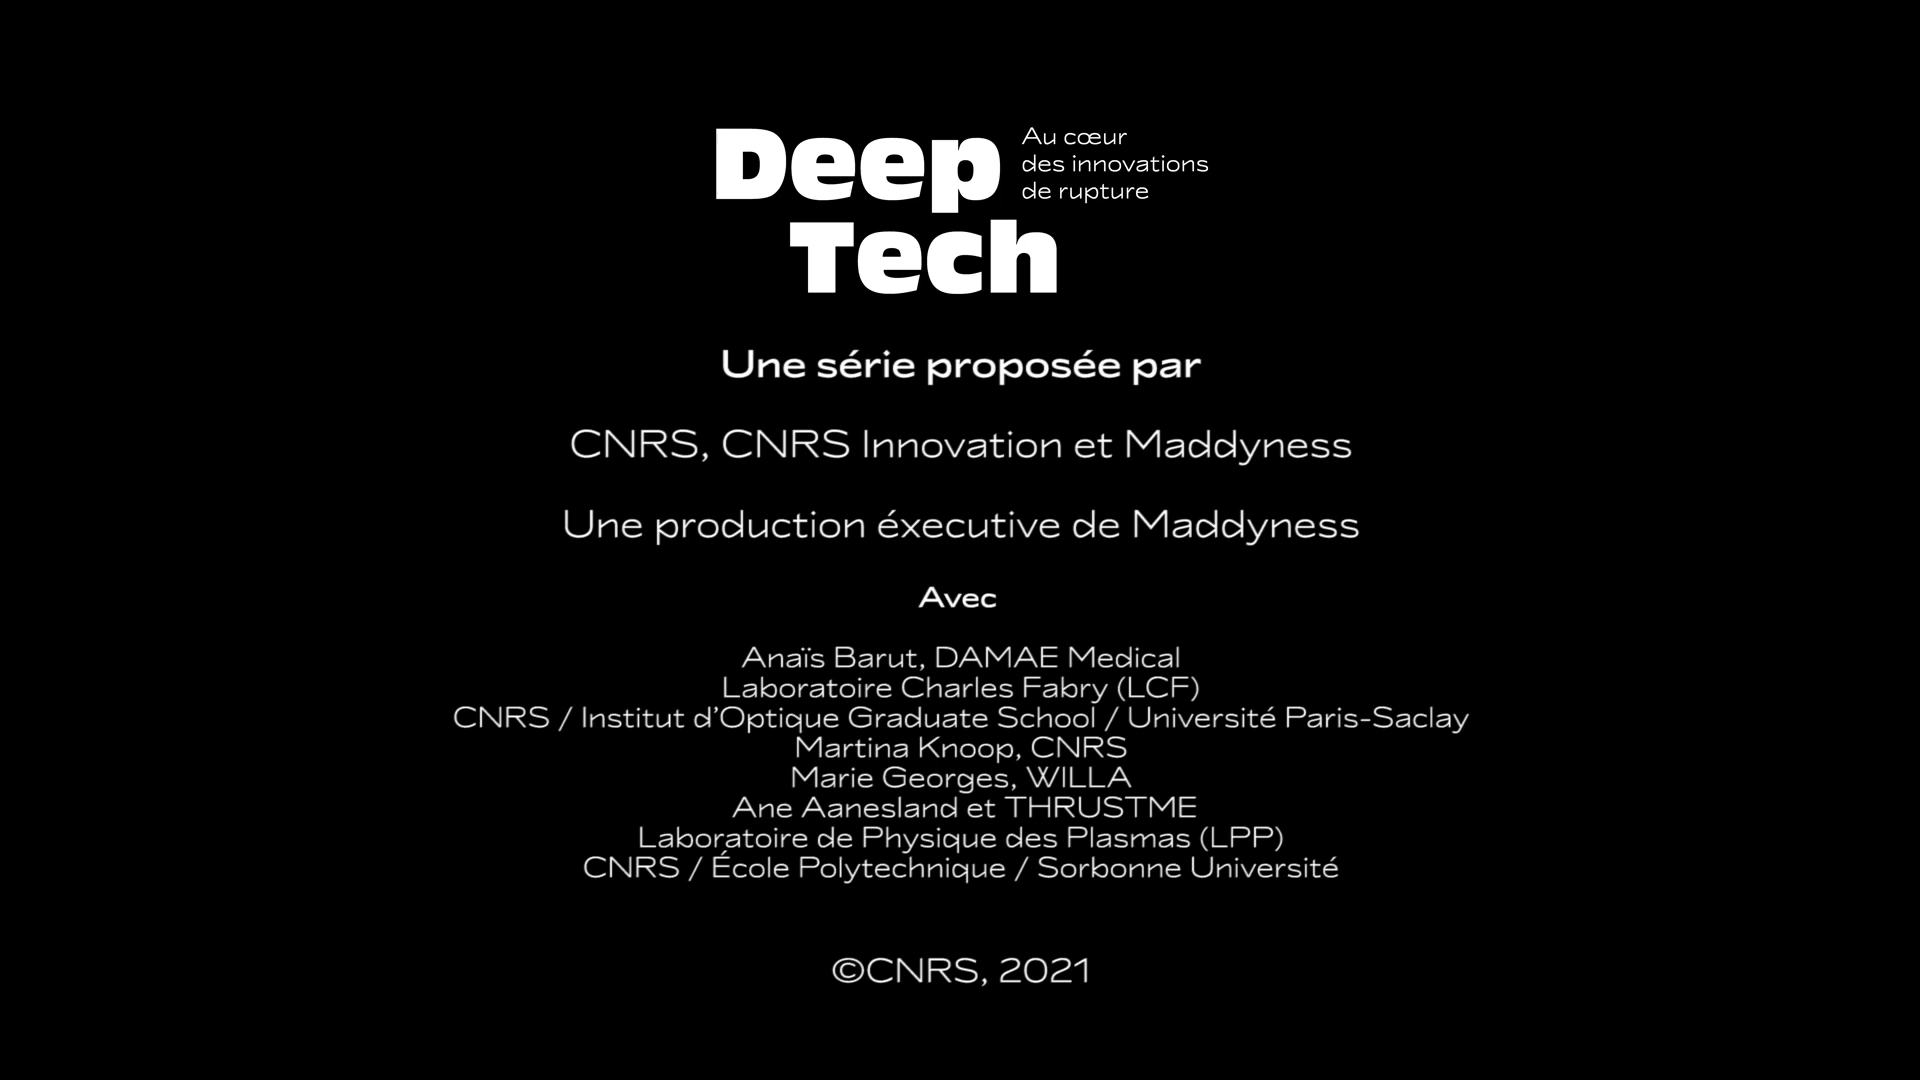 Deep
Tech
Au cœur
des innovations
de rupture
Une série proposée par
CNRS, CNRS Innovation et Maddyness
Une production éxecutive de Maddyness
Avec
Anaïs Barut, DAMAE Medical
Laboratoire Charles Fabry (LCF)
CNRS / Institut d’Optique Graduate School / Université Paris-Saclay
Martina Knoop, CNRS
Marie Georges, WILLA
Ane Aanesland et THRUSTME
Laboratoire de Physique des Plasmas (LPP)
CNRS / École Polytechnique / Sorbonne Université
©CNRS, 2021